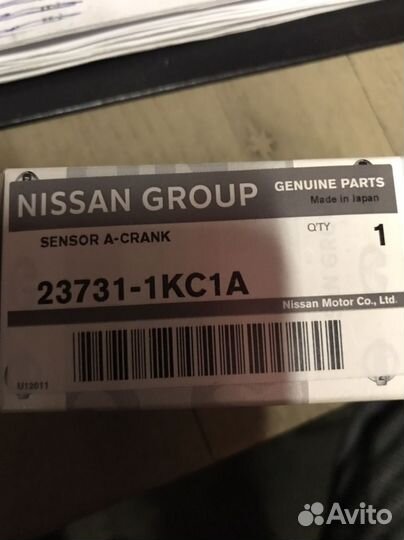 NISSAN GROUP
GENUINE PARTS
Made in Japan
SENSOR A-CRANK
Q'TY
1
23731-1KC1A
Nissan Motor Co., Ltd.
U12011
Avito